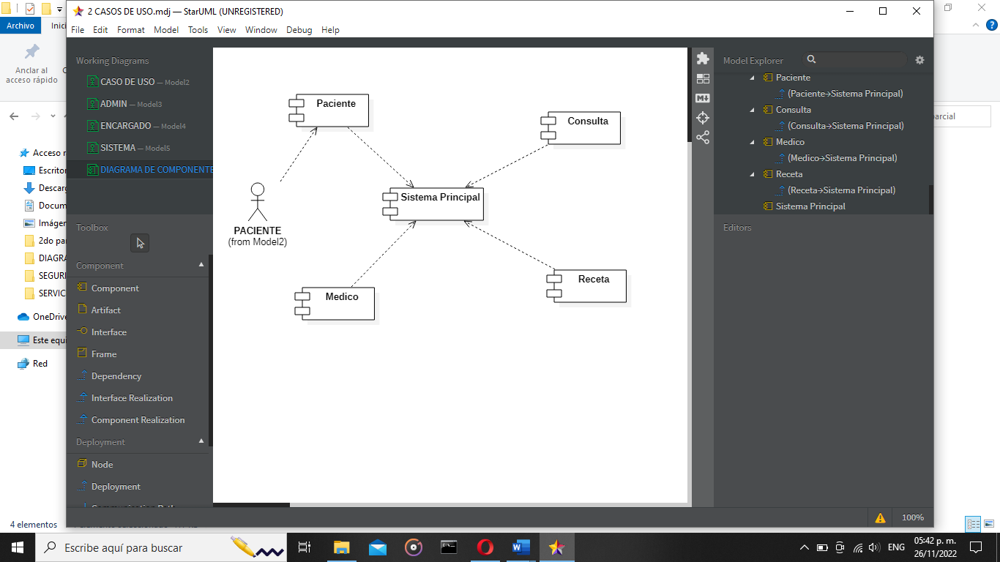 2 CASOS DE USO.mdj — StarUML (UNREGISTERED)
Archivo
File Edit Format Model Tools View Window Debug Help
Anclar al
acceso rápido
Working Diagrams
CASO DE USO — Model2
ADMIN — Model3
ENCARGADO — Model4
SISTEMA — Model5
DIAGRAMA DE COMPONENTE
Toolbox
Component
Component
Artifact
Interface
Frame
Dependency
Interface Realization
Component Realization
Deployment
Node
Deployment
Paciente
Consulta
Sistema Principal
PACIENTE
(from Model2)
Medico
Receta
Model Explorer
Paciente
(Paciente→Sistema Principal)
Consulta
(Consulta→Sistema Principal)
Medico
(Medico→Sistema Principal)
Receta
(Receta→Sistema Principal)
Sistema Principal
Editors
100%
Acceso r
Escritor
Descarg
Docum
Imágen
2do par
DIAGRA
SEGURI
SERVIC
OneDrive
Este equi
Red
arcial
4 elementos
Escribe aquí para buscar
ENG
05:42 p. m.
26/11/2022